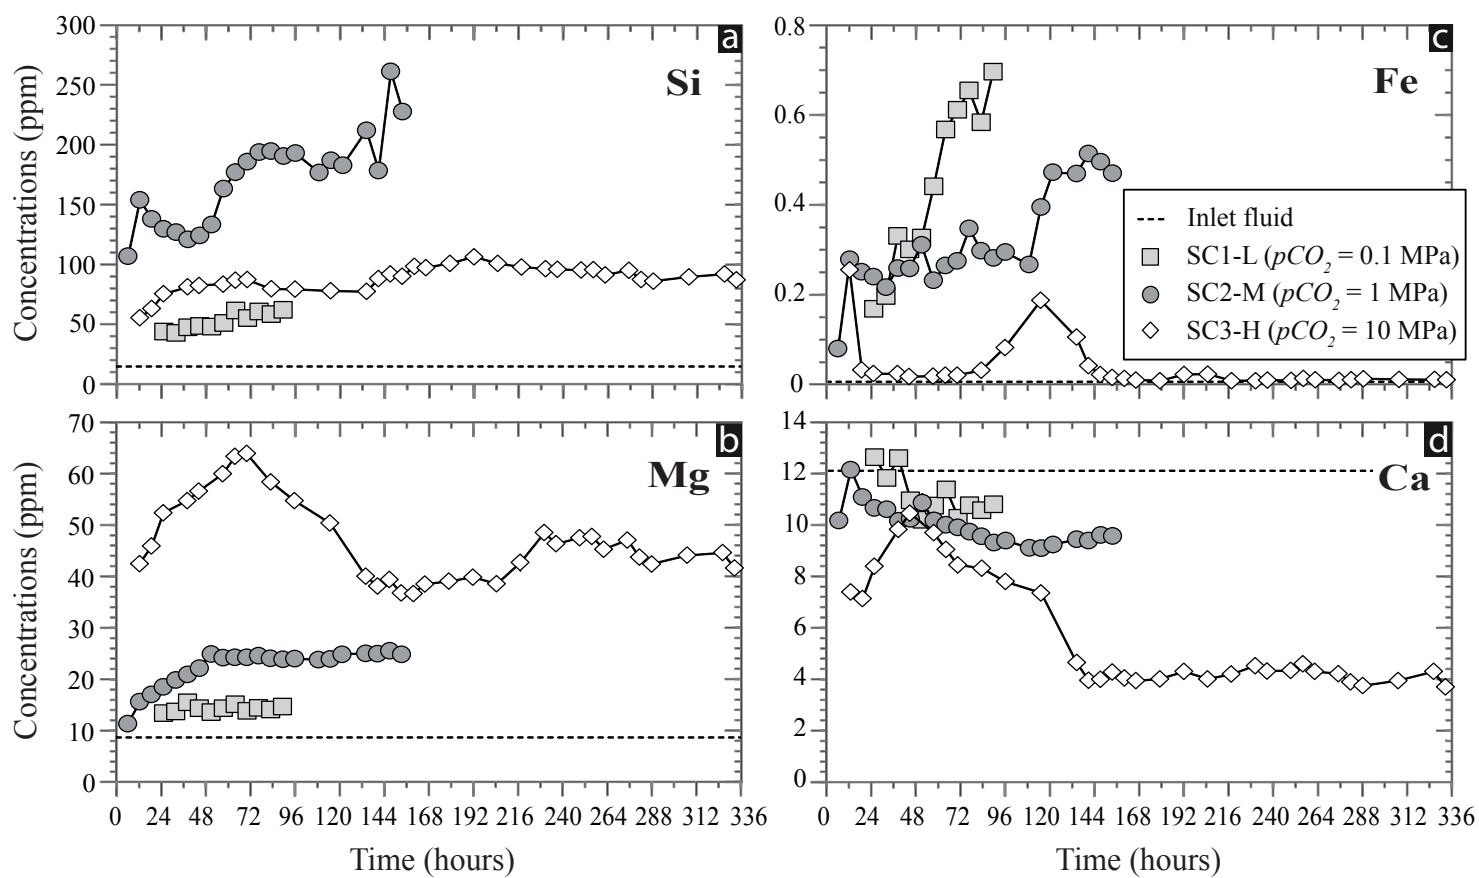 300
250
200
150
100
50
0
Concentrations (ppm)
a
Si
0.8
0.6
0.4
0.2
0
c
Fe
Inlet fluid
SC1-L (pCO2 = 0.1 MPa)
SC2-M (pCO2 = 1 MPa)
SC3-H (pCO2 = 10 MPa)
70
60
50
40
30
20
10
0
Concentrations (ppm)
b
Mg
0 24 48 72 96 120 144 168 192 216 240 264 288 312 336
Time (hours)
14
12
10
8
6
4
2
0
d
Ca
0 24 48 72 96 120 144 168 192 216 240 264 288 312 336
Time (hours)